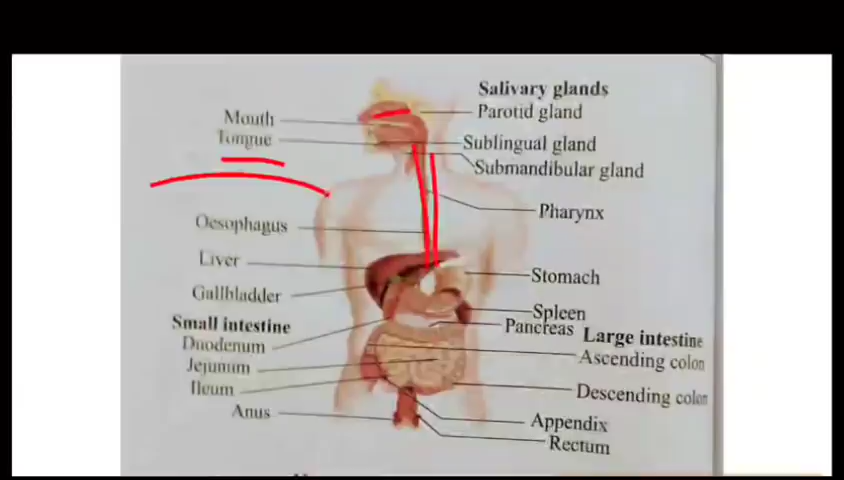 Salivary glands
Parotid gland
Mouth
Tongue
Sublingual gland
Submandibular gland
Pharynx
Oesophagus
Liver
Stomach
Gallbladder
Spleen
Small intestine
Pancreas
Large intestine
Duodenum
Ascending colon
Jejunum
Ileum
Descending colon
Anus
Appendix
Rectum